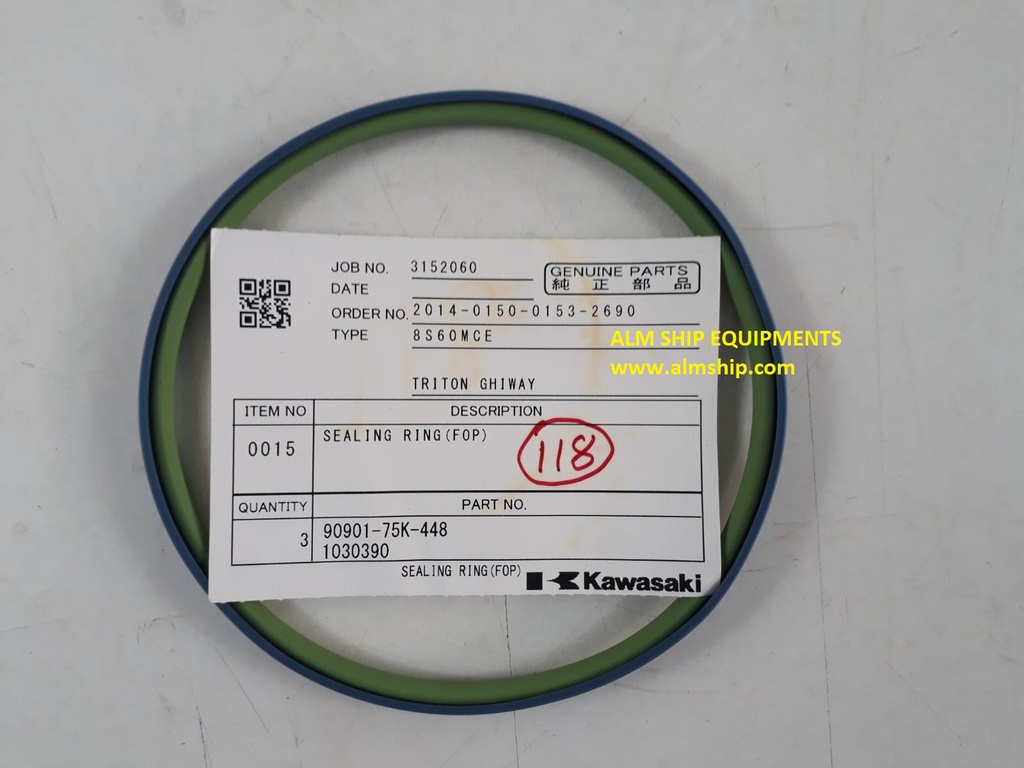 JOB NO. 3152060
GENUINE PARTS
純正部品
DATE
ORDER NO. 2014-0150-0153-2690
TYPE 8S60MCE
ALM SHIP EQUIPMENTS
www.almship.com
TRITON GHIWAY
ITEM NO DESCRIPTION
0015 SEALING RING(FOP)
118
QUANTITY PART NO.
3 90901-75K-448
1030390
SEALING RING(FOP) Kawasaki